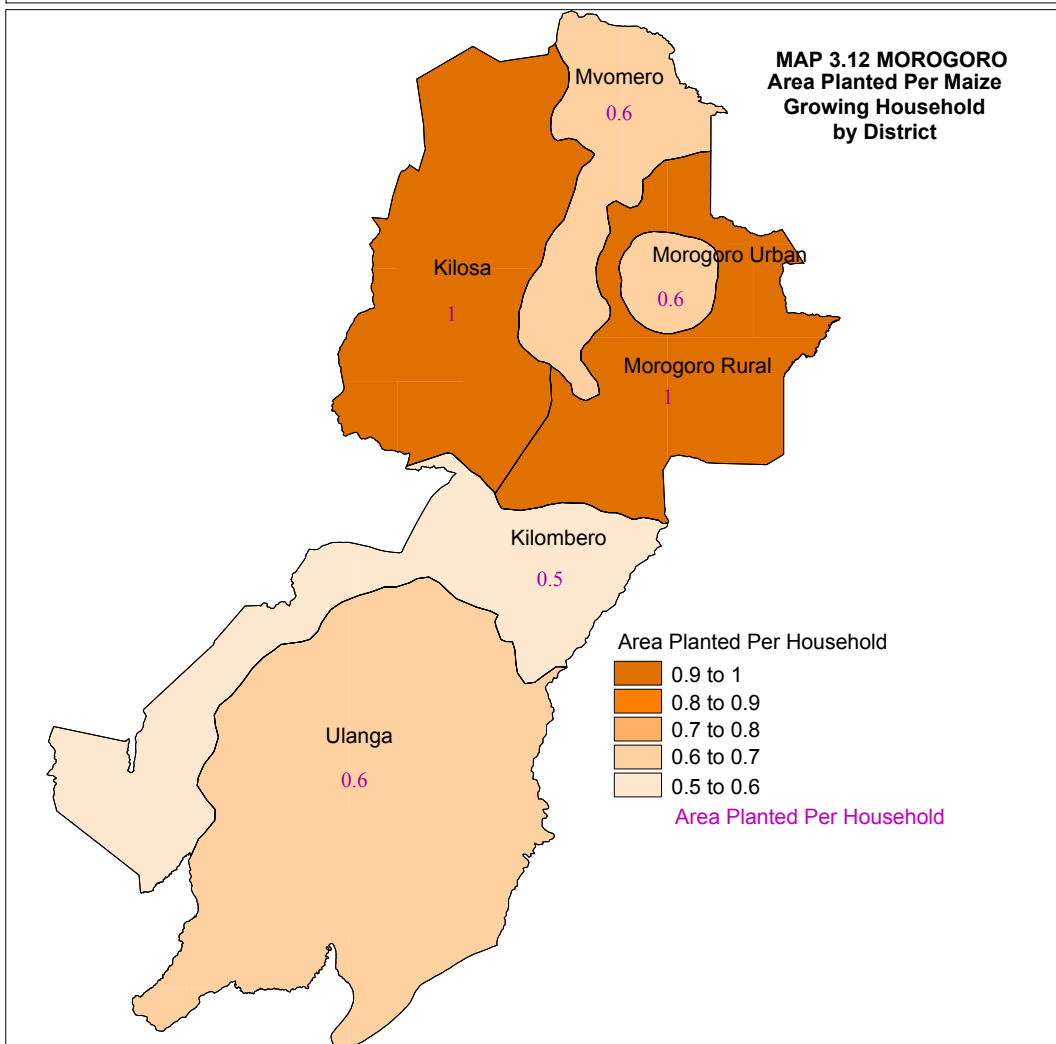 MAP 3.12 MOROGORO
Area Planted Per Maize
Growing Household
by District
Mvomero
0.6
Morogoro Urban
0.6
Kilosa
1
Morogoro Rural
1
Kilombero
0.5
Ulanga
0.6
Area Planted Per Household
0.9 to 1
0.8 to 0.9
0.7 to 0.8
0.6 to 0.7
0.5 to 0.6
Area Planted Per Household